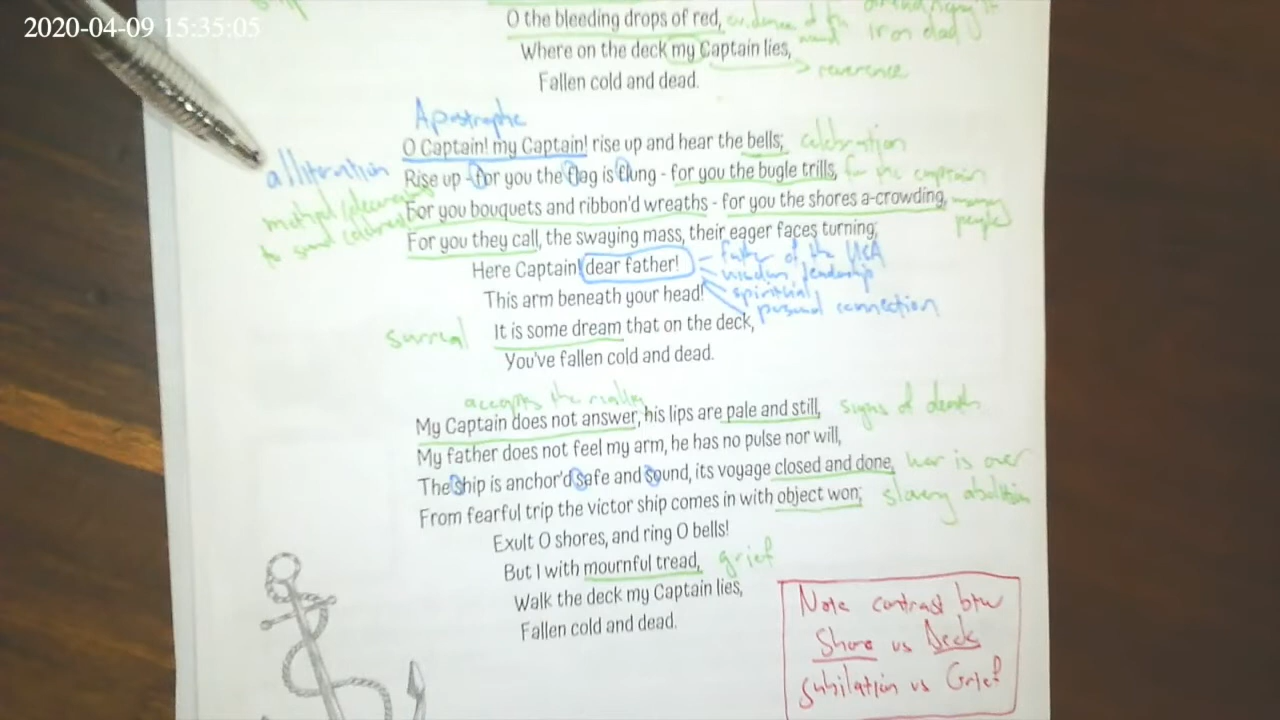 2020-04-09 15:35:05
O the bleeding drops of red, evidence of the wound iron clad
Where on the deck my Captain lies,
reverence
Fallen cold and dead.
Apostrophe
O Captain! my Captain! rise up and hear the bells; celebration
alliteration
Rise up - for you the flag is flung - for you the bugle trills, for the captain
For you bouquets and ribbon'd wreaths - for you the shores a-crowding, many people
to sound
For you they call, the swaying mass, their eager faces turning;
Here Captain! dear father! father of the USA
wisdom leadership
This arm beneath your head! spiritual
personal connection
surreal It is some dream that on the deck,
You've fallen cold and dead.
accepts the reality
My Captain does not answer, his lips are pale and still, signs of death
My father does not feel my arm, he has no pulse nor will,
The ship is anchor'd safe and sound, its voyage closed and done, war is over
From fearful trip the victor ship comes in with object won; slavery abolition
Exult O shores, and ring O bells!
But I with mournful tread, grief
Walk the deck my Captain lies,
Fallen cold and dead.
Note contrast btw
Shore vs Deck
jubilation vs Grief